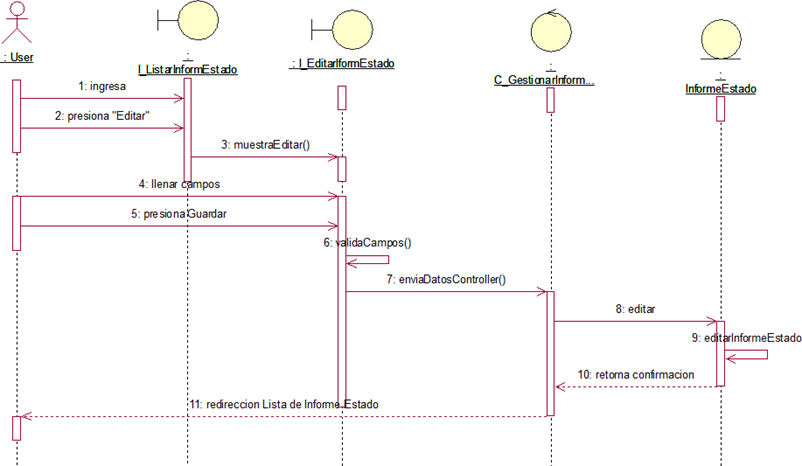 : User
:
I_ListarInformEstado
: I_EditarIformEstado
:
C_GestionarInform...
:
InformeEstado
1: ingresa
2: presiona "Editar"
3: muestraEditar()
4: llenar campos
5: presiona Guardar
6: validaCampos()
7: enviaDatosController()
8: editar
9: editarInformeEstado
10: retorna confirmacion
11: redireccion Lista de Informe Estado